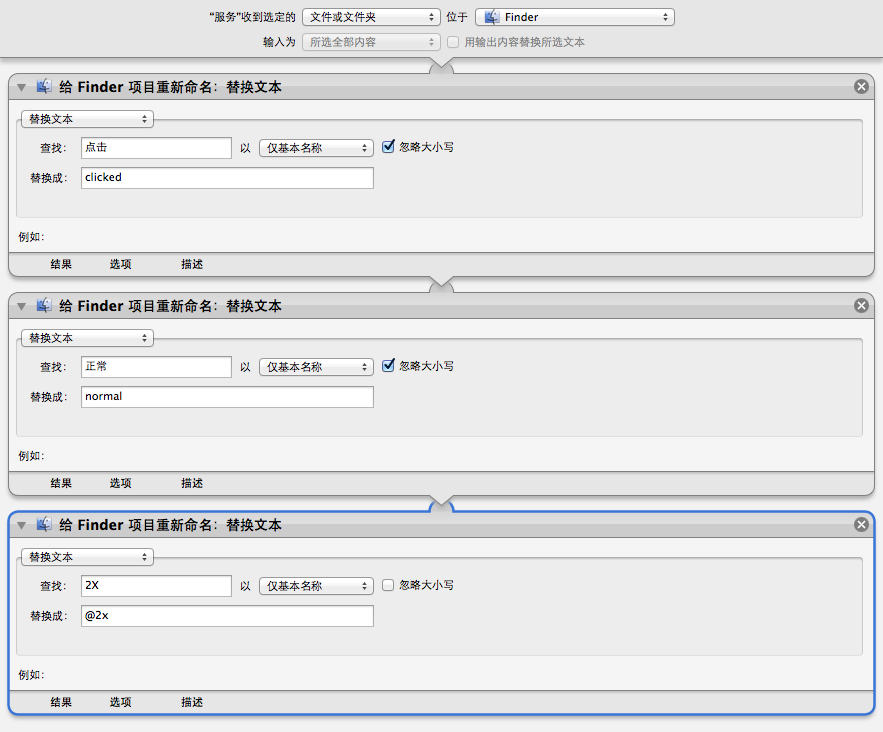 “服务”收到选定的 文件或文件夹 位于 Finder
输入为 所选全部内容 用输出内容替换所选文本
给 Finder 项目重新命名：替换文本
替换文本
查找： 点击 以 仅基本名称 忽略大小写
替换成： clicked
例如：
结果 选项 描述
给 Finder 项目重新命名：替换文本
替换文本
查找： 正常 以 仅基本名称 忽略大小写
替换成： normal
例如：
结果 选项 描述
给 Finder 项目重新命名：替换文本
替换文本
查找： 2X 以 仅基本名称 忽略大小写
替换成： @2x
例如：
结果 选项 描述